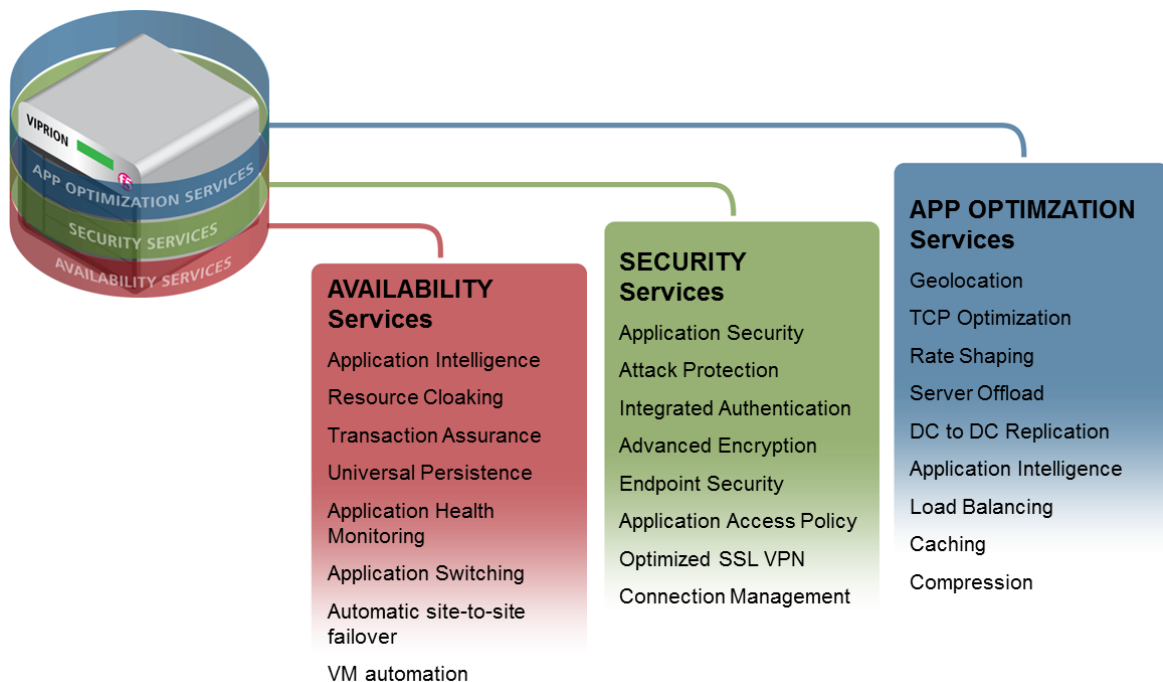 VIPRION
f5
APP OPTIMIZATION SERVICES
SECURITY SERVICES
AVAILABILITY SERVICES
AVAILABILITY
Services
Application Intelligence
Resource Cloaking
Transaction Assurance
Universal Persistence
Application Health
Monitoring
Application Switching
Automatic site-to-site
failover
VM automation
SECURITY
Services
Application Security
Attack Protection
Integrated Authentication
Advanced Encryption
Endpoint Security
Application Access Policy
Optimized SSL VPN
Connection Management
APP OPTIMZATION
Services
Geolocation
TCP Optimization
Rate Shaping
Server Offload
DC to DC Replication
Application Intelligence
Load Balancing
Caching
Compression